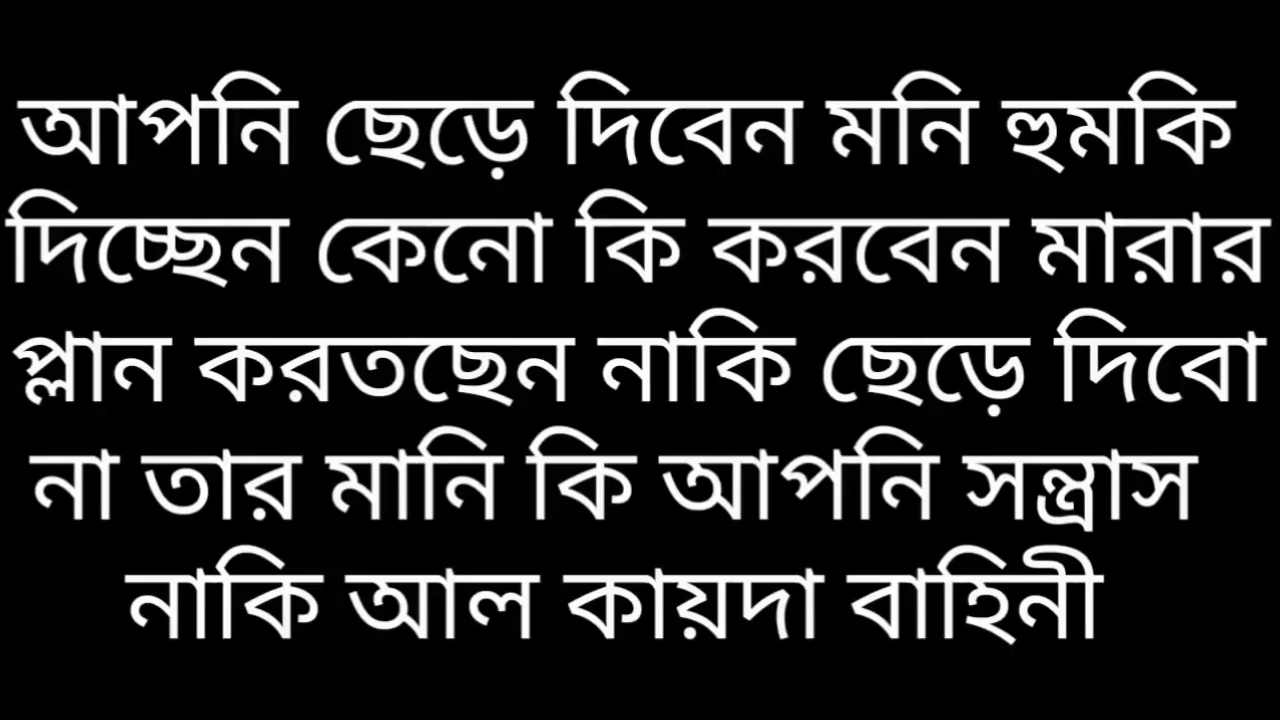 আপনি ছেড়ে দিবেন মনি হুমকি
দিচ্ছেন কেনো কি করবেন মারার
প্লান করতছেন নাকি ছেড়ে দিবো
না তার মানি কি আপনি সন্ত্রাস
নাকি আল কায়দা বাহিনী